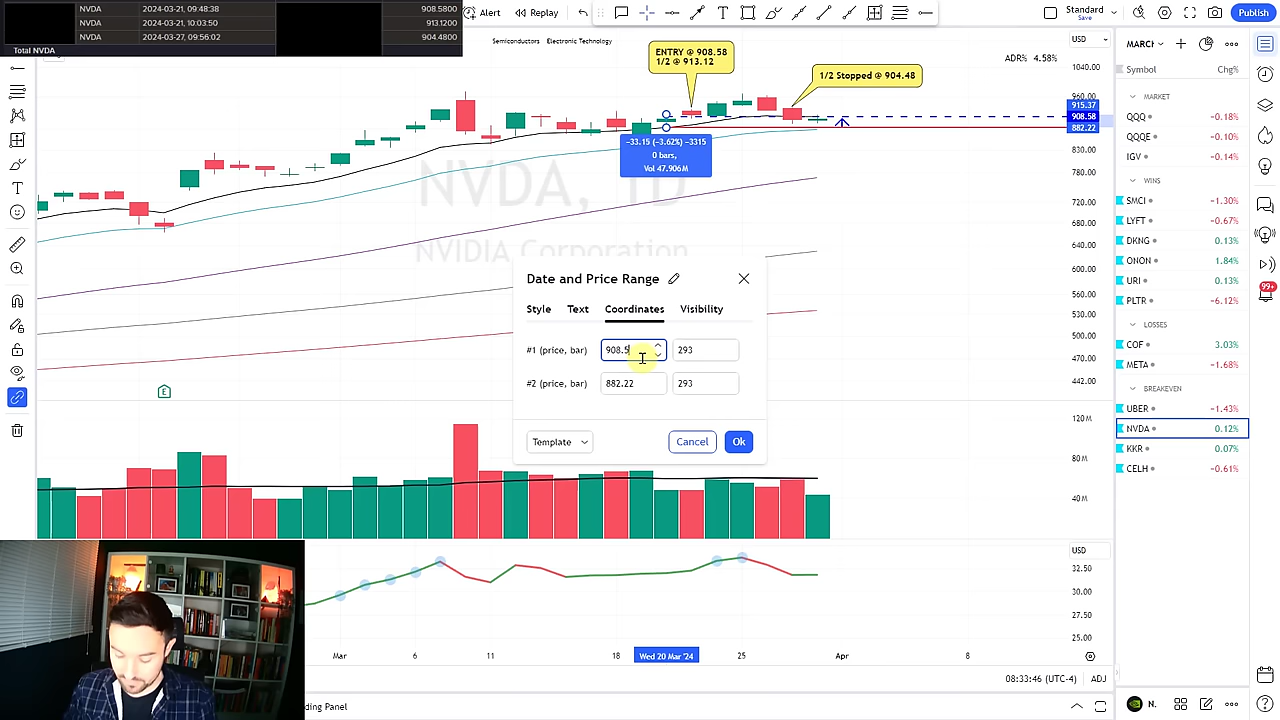 NVDA 2024-03-21, 09:48:38 908.5800
NVDA 2024-03-21, 10:03:50 913.1200
NVDA 2024-03-27, 09:56:02 904.4800
Total NVDA
Alert Replay
Standard
Save
Publish
Semiconductors Electronic Technology
ENTRY @ 908.58
1/2 @ 913.12
1/2 Stopped @ 904.48
ADR% 4.58%
USD
1040.00
960.00
915.37
908.58
882.22
830.00
780.00
720.00
680.00
640.00
600.00
560.00
530.00
500.00
470.00
442.00
120 M
80 M
40 M
USD
32.50
30.00
27.50
25.00
−33.15 (−3.62%) −3315
0 bars,
Vol 47.906M
NVDA, 1D
NVIDIA Corporation
Date and Price Range
Style Text Coordinates Visibility
#1 (price, bar) 908.5 293
#2 (price, bar) 882.22 293
Template Cancel Ok
E
Mar 6 11 18 Wed 20 Mar '24 25 Apr 8
08:33:46 (UTC-4) ADJ
ding Panel
MARCH
Symbol Chg%
MARKET
QQQ −0.18%
QQQE −0.10%
IGV −0.14%
WINS
SMCI −1.30%
LYFT −0.67%
DKNG 0.13%
ONON 1.84%
URI 0.13%
PLTR −6.12%
LOSSES
COF 3.03%
META −1.68%
BREAKEVEN
UBER −1.43%
NVDA 0.12%
KKR 0.07%
CELH −0.61%
N.
99+